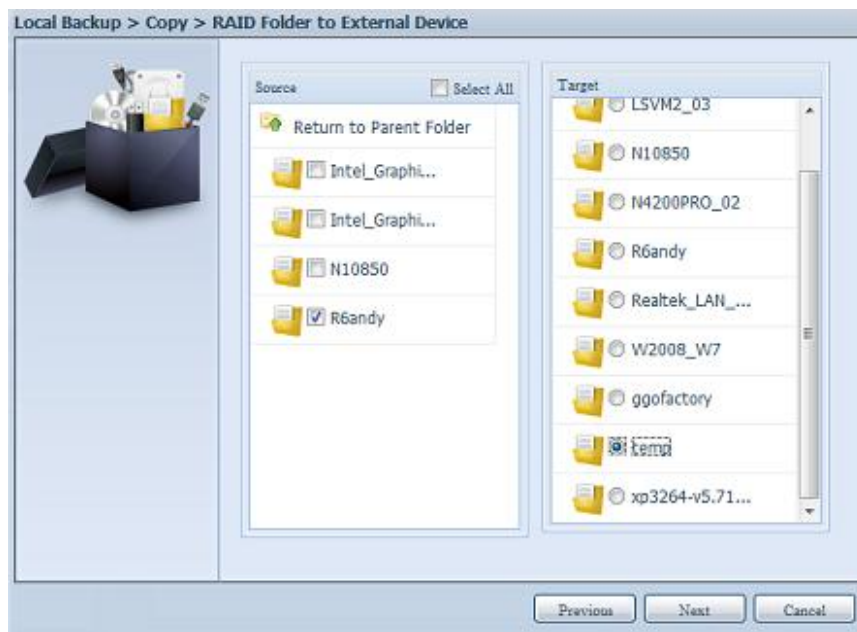 Local Backup > Copy > RAID Folder to External Device
Source
Select All
Return to Parent Folder
Intel_Graphi...
Intel_Graphi...
N10850
R6andy
Target
LSVM2_03
N10850
N4200PRO_02
R6andy
Realtek_LAN_...
W2008_W7
ggofactory
temp
xp3264-v5.71...
Previous
Next
Cancel